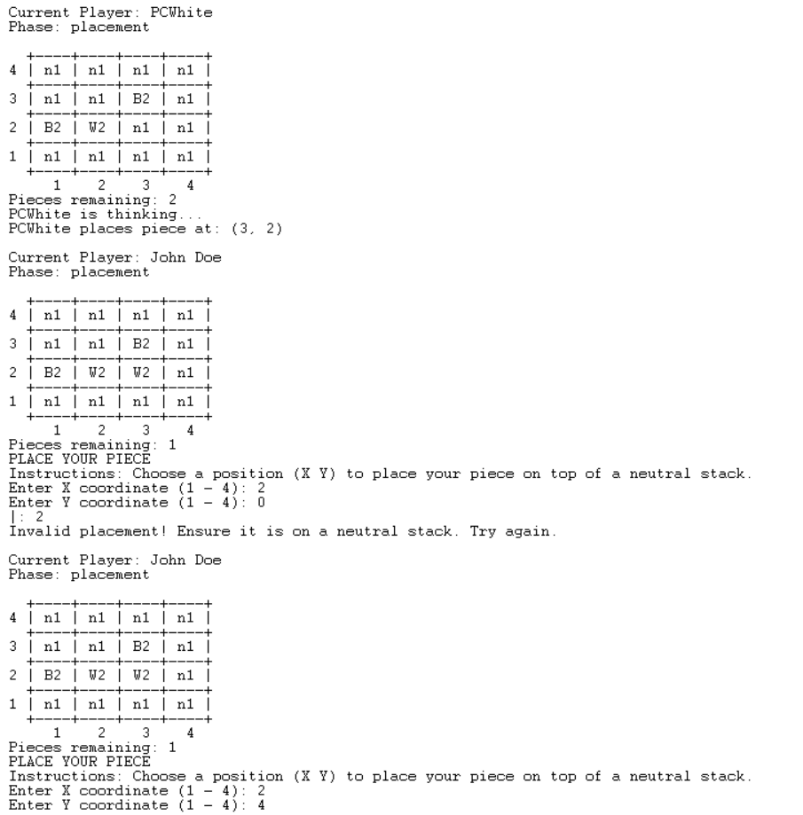 Current Player: PCWhite
Phase: placement
+----+----+----+----+
4 | n1 | n1 | n1 | n1 |
+----+----+----+----+
3 | n1 | n1 | B2 | n1 |
+----+----+----+----+
2 | B2 | W2 | n1 | n1 |
+----+----+----+----+
1 | n1 | n1 | n1 | n1 |
+----+----+----+----+
1 2 3 4
Pieces remaining: 2
PCWhite is thinking...
PCWhite places piece at: (3, 2)
Current Player: John Doe
Phase: placement
+----+----+----+----+
4 | n1 | n1 | n1 | n1 |
+----+----+----+----+
3 | n1 | n1 | B2 | n1 |
+----+----+----+----+
2 | B2 | W2 | W2 | n1 |
+----+----+----+----+
1 | n1 | n1 | n1 | n1 |
+----+----+----+----+
1 2 3 4
Pieces remaining: 1
PLACE YOUR PIECE
Instructions: Choose a position (X Y) to place your piece on top of a neutral stack.
Enter X coordinate (1 - 4): 2
Enter Y coordinate (1 - 4): 0
|: 2
Invalid placement! Ensure it is on a neutral stack. Try again.
Current Player: John Doe
Phase: placement
+----+----+----+----+
4 | n1 | n1 | n1 | n1 |
+----+----+----+----+
3 | n1 | n1 | B2 | n1 |
+----+----+----+----+
2 | B2 | W2 | W2 | n1 |
+----+----+----+----+
1 | n1 | n1 | n1 | n1 |
+----+----+----+----+
1 2 3 4
Pieces remaining: 1
PLACE YOUR PIECE
Instructions: Choose a position (X Y) to place your piece on top of a neutral stack.
Enter X coordinate (1 - 4): 2
Enter Y coordinate (1 - 4): 4